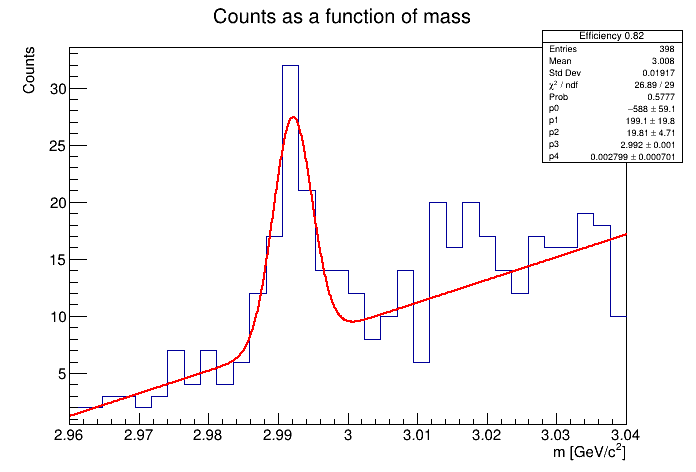 Counts as a function of mass
Efficiency 0.82
Entries 398
Mean 3.008
Std Dev 0.01917
χ² / ndf 26.89 / 29
Prob 0.5777
p0 −588 ± 59.1
p1 199.1 ± 19.8
p2 19.81 ± 4.71
p3 2.992 ± 0.001
p4 0.002799 ± 0.000701
Counts
30
25
20
15
10
5
2.96 2.97 2.98 2.99 3 3.01 3.02 3.03 3.04
m [GeV/c²]